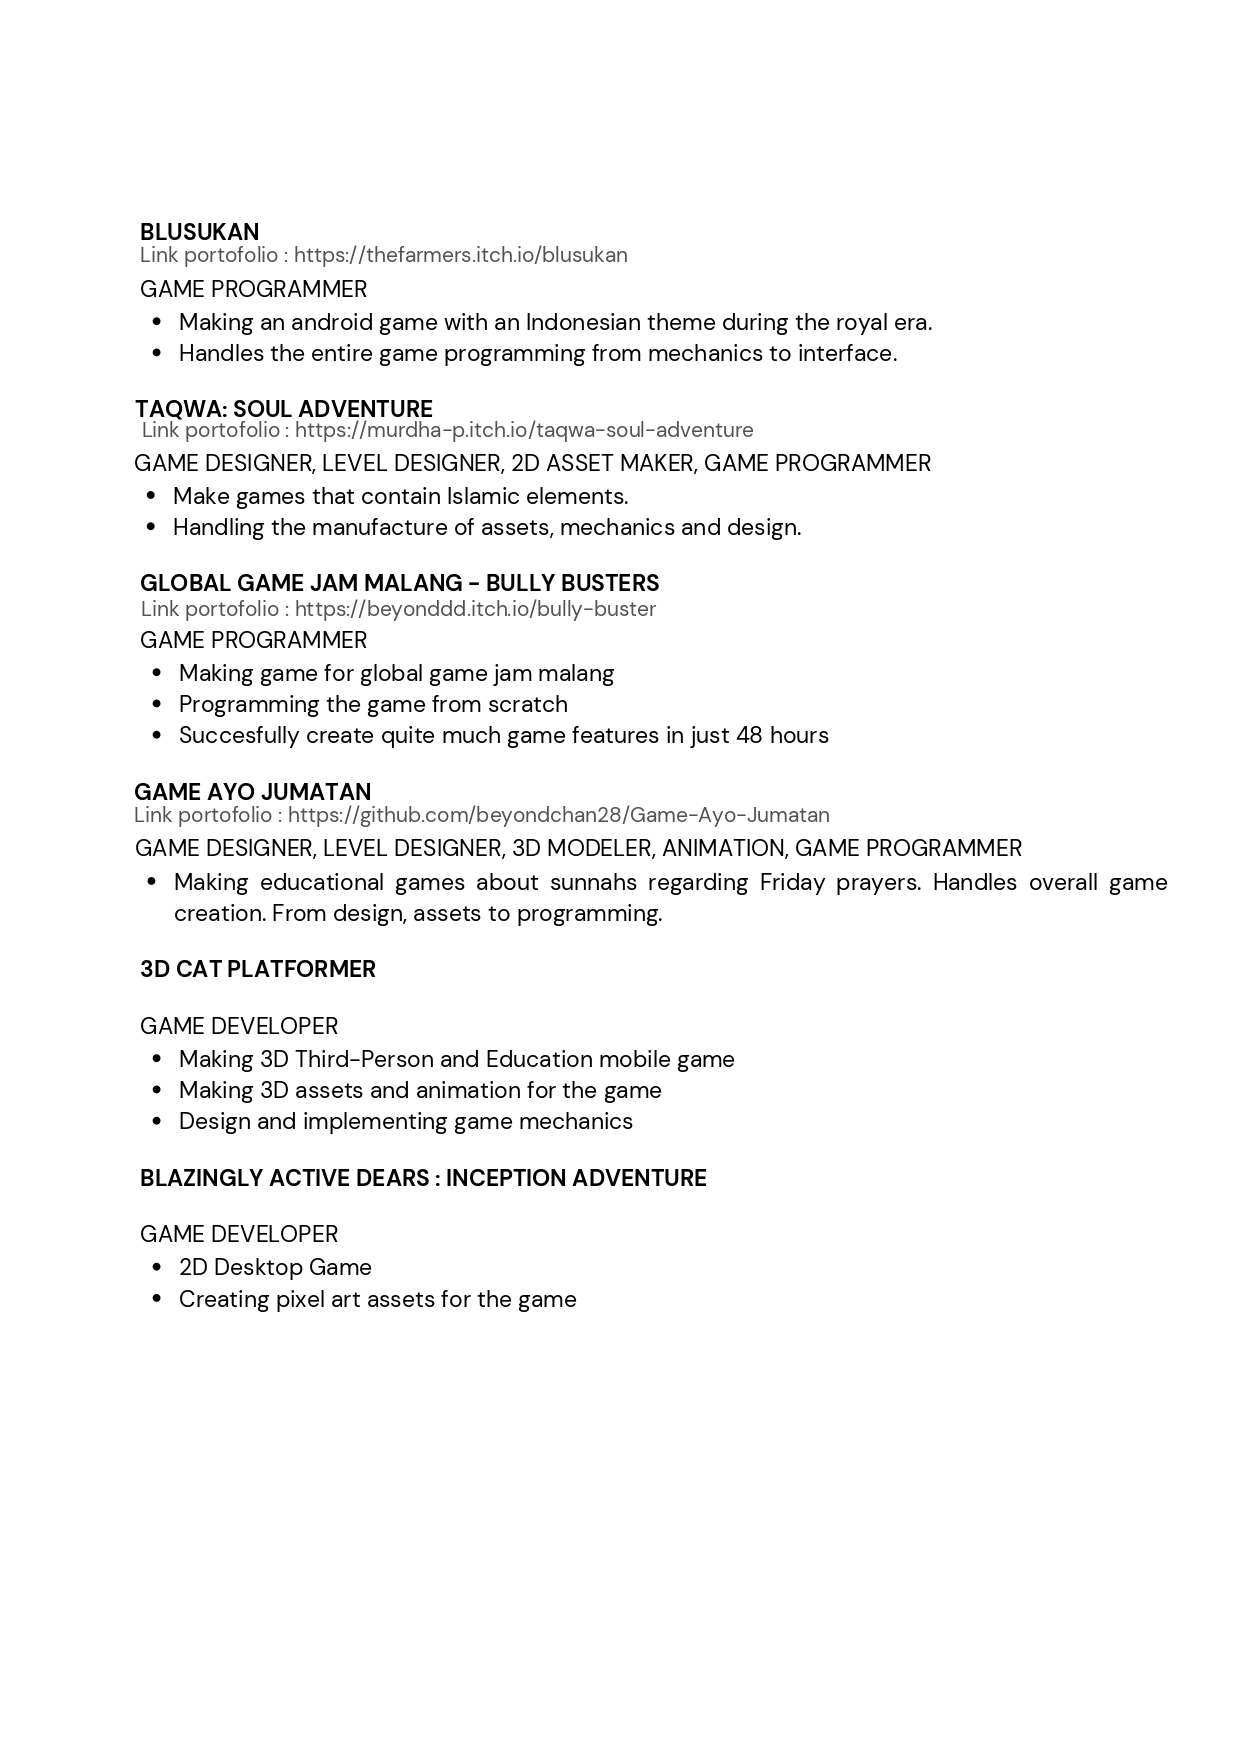 BLUSUKAN
Link portofolio : https://thefarmers.itch.io/blusukan
GAME PROGRAMMER
• Making an android game with an Indonesian theme during the royal era.
• Handles the entire game programming from mechanics to interface.
TAQWA: SOUL ADVENTURE
Link portofolio : https://murdha-p.itch.io/taqwa-soul-adventure
GAME DESIGNER, LEVEL DESIGNER, 2D ASSET MAKER, GAME PROGRAMMER
• Make games that contain Islamic elements.
• Handling the manufacture of assets, mechanics and design.
GLOBAL GAME JAM MALANG - BULLY BUSTERS
Link portofolio : https://beyonddd.itch.io/bully-buster
GAME PROGRAMMER
• Making game for global game jam malang
• Programming the game from scratch
• Succesfully create quite much game features in just 48 hours
GAME AYO JUMATAN
Link portofolio : https://github.com/beyondchan28/Game-Ayo-Jumatan
GAME DESIGNER, LEVEL DESIGNER, 3D MODELER, ANIMATION, GAME PROGRAMMER
• Making educational games about sunnahs regarding Friday prayers. Handles overall game
creation. From design, assets to programming.
3D CAT PLATFORMER
GAME DEVELOPER
• Making 3D Third-Person and Education mobile game
• Making 3D assets and animation for the game
• Design and implementing game mechanics
BLAZINGLY ACTIVE DEARS : INCEPTION ADVENTURE
GAME DEVELOPER
• 2D Desktop Game
• Creating pixel art assets for the game